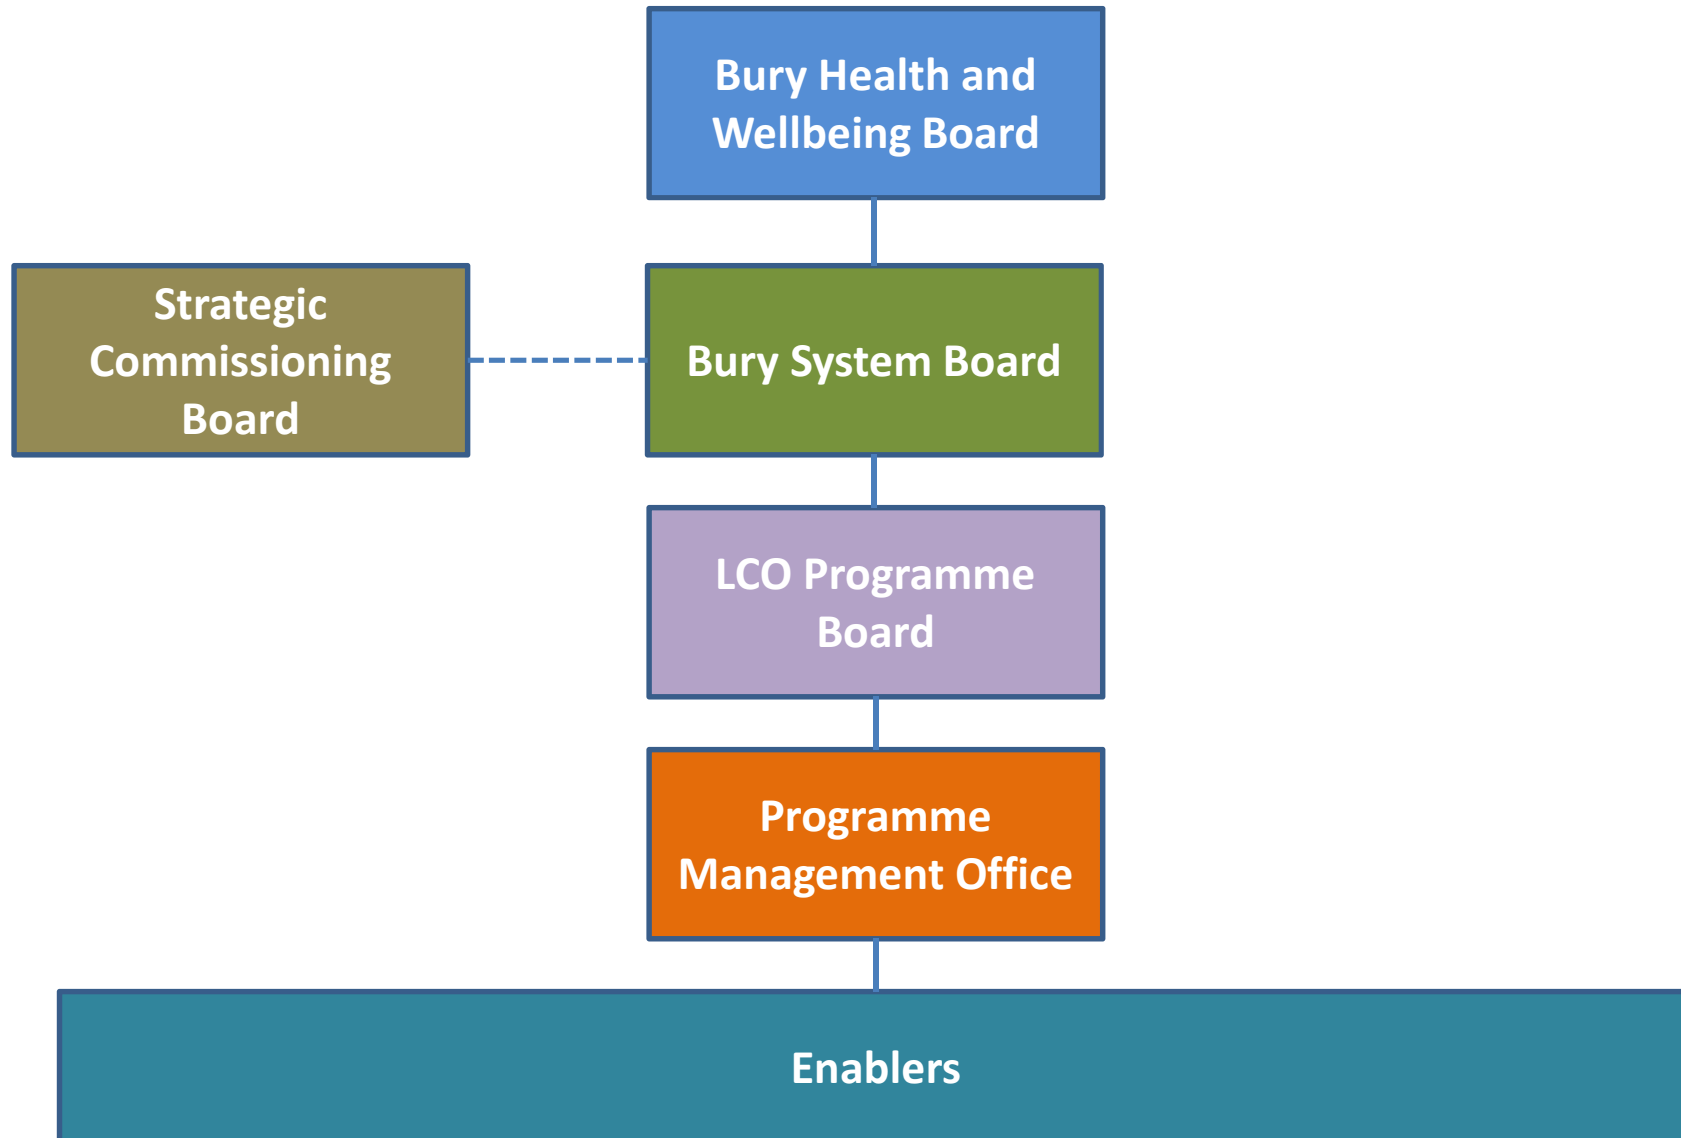 Bury Health and
Wellbeing Board
Strategic
Commissioning
Board
Bury System Board
LCO Programme
Board
Programme
Management Office
Enablers